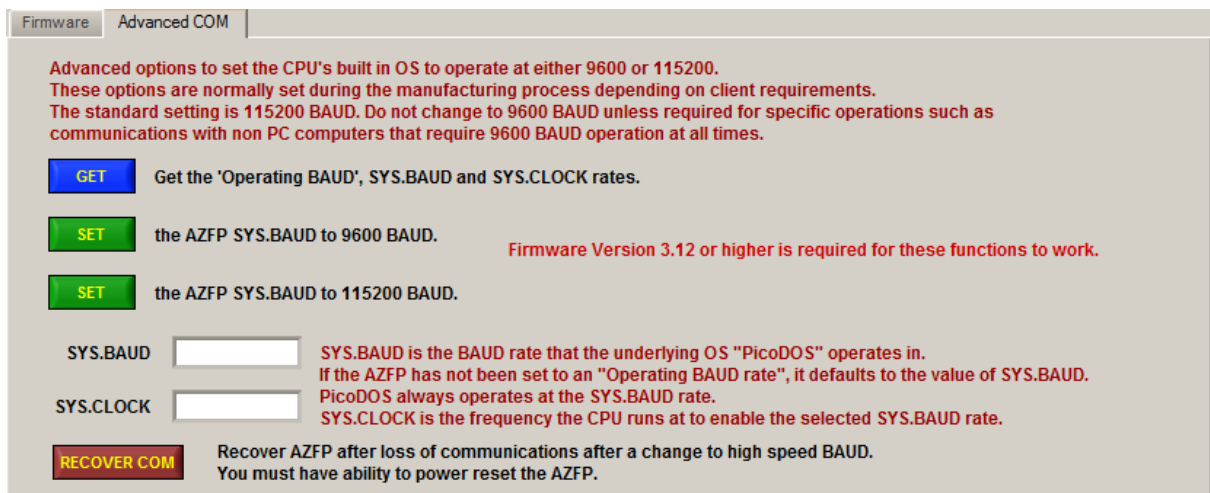 Firmware
Advanced COM
Advanced options to set the CPU's built in OS to operate at either 9600 or 115200.
These options are normally set during the manufacturing process depending on client requirements.
The standard setting is 115200 BAUD. Do not change to 9600 BAUD unless required for specific operations such as
communications with non PC computers that require 9600 BAUD operation at all times.
GET
Get the 'Operating BAUD', SYS.BAUD and SYS.CLOCK rates.
SET
the AZFP SYS.BAUD to 9600 BAUD.
Firmware Version 3.12 or higher is required for these functions to work.
SET
the AZFP SYS.BAUD to 115200 BAUD.
SYS.BAUD
SYS.BAUD is the BAUD rate that the underlying OS "PicoDOS" operates in.
If the AZFP has not been set to an "Operating BAUD rate", it defaults to the value of SYS.BAUD.
PicoDOS always operates at the SYS.BAUD rate.
SYS.CLOCK
SYS.CLOCK is the frequency the CPU runs at to enable the selected SYS.BAUD rate.
RECOVER COM
Recover AZFP after loss of communications after a change to high speed BAUD.
You must have ability to power reset the AZFP.